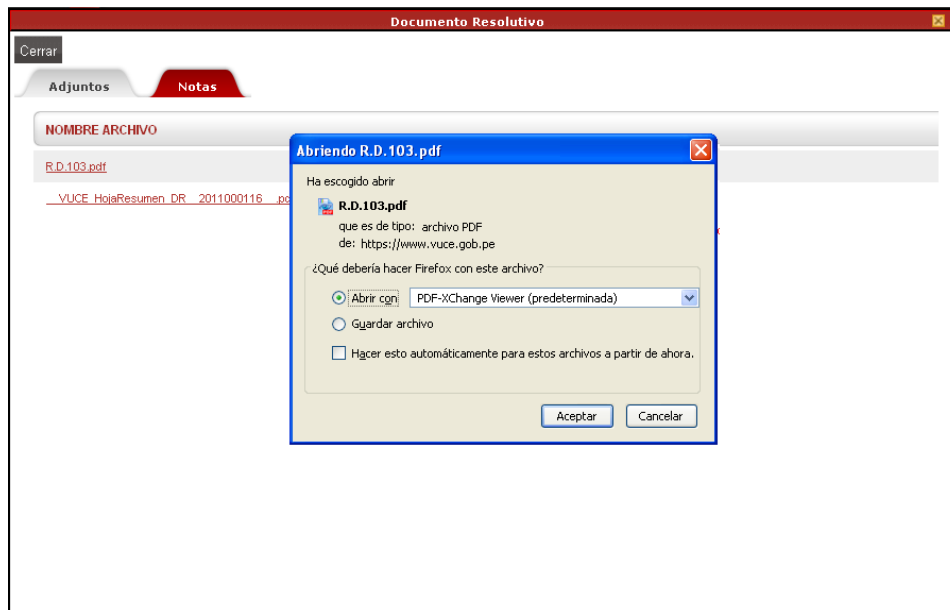 Documento Resolutivo
Cerrar
Adjuntos
Notas
NOMBRE ARCHIVO
R.D.103.pdf
VUCE_HojaResumen_DR__2011000116__.pd
Abriendo R.D.103.pdf
Ha escogido abrir
R.D.103.pdf
que es de tipo: archivo PDF
de: https://www.vuce.gob.pe
¿Qué debería hacer Firefox con este archivo?
Abrir con
PDF-XChange Viewer (predeterminada)
Guardar archivo
Hacer esto automáticamente para estos archivos a partir de ahora.
Aceptar
Cancelar